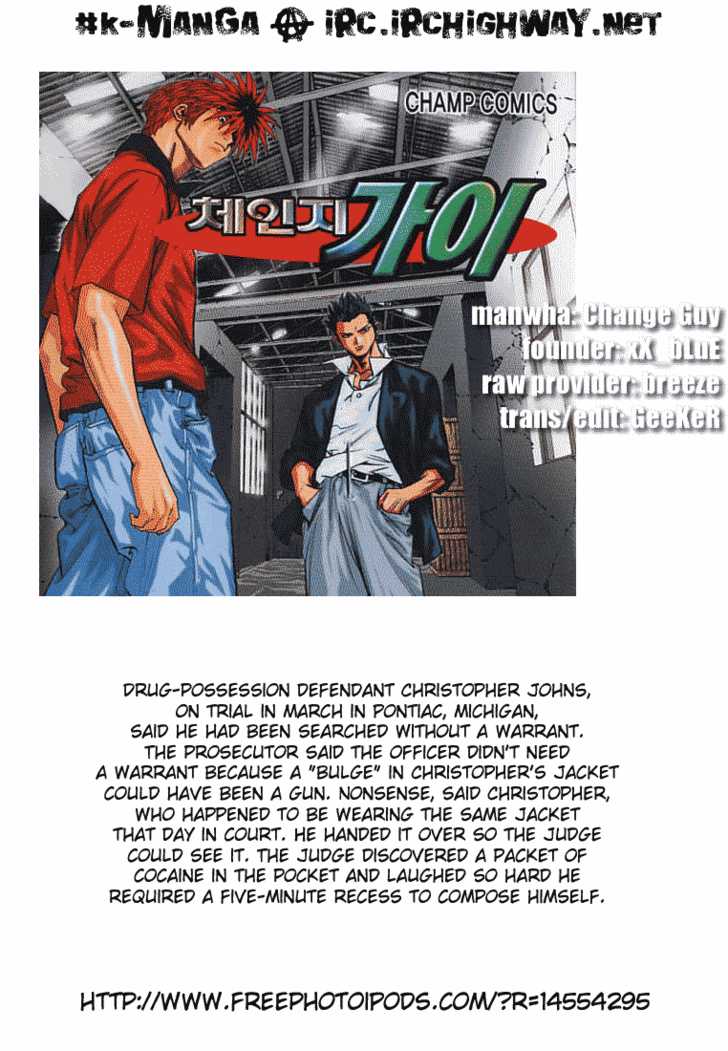 #k-MANGA Ⓐ iRC.iRCHiGHWAY.NET
CHAMP COMICS
체인지 가이
manwha: Change Guy
founder: xX_bLuE
raw provider: breeze
trans/edit: GeeKeR
DRUG-POSSESSION DEFENDANT CHRISTOPHER JOHNS,
ON TRIAL IN MARCH IN PONTIAC, MICHIGAN,
SAID HE HAD BEEN SEARCHED WITHOUT A WARRANT.
THE PROSECUTOR SAID THE OFFICER DIDN'T NEED
A WARRANT BECAUSE A "BULGE" IN CHRISTOPHER'S JACKET
COULD HAVE BEEN A GUN. NONSENSE, SAID CHRISTOPHER,
WHO HAPPENED TO BE WEARING THE SAME JACKET
THAT DAY IN COURT. HE HANDED IT OVER SO THE JUDGE
COULD SEE IT. THE JUDGE DISCOVERED A PACKET OF
COCAINE IN THE POCKET AND LAUGHED SO HARD HE
REQUIRED A FIVE-MINUTE RECESS TO COMPOSE HIMSELF.
HTTP://WWW.FREEPHOTOIPODS.COM/?R=14554295